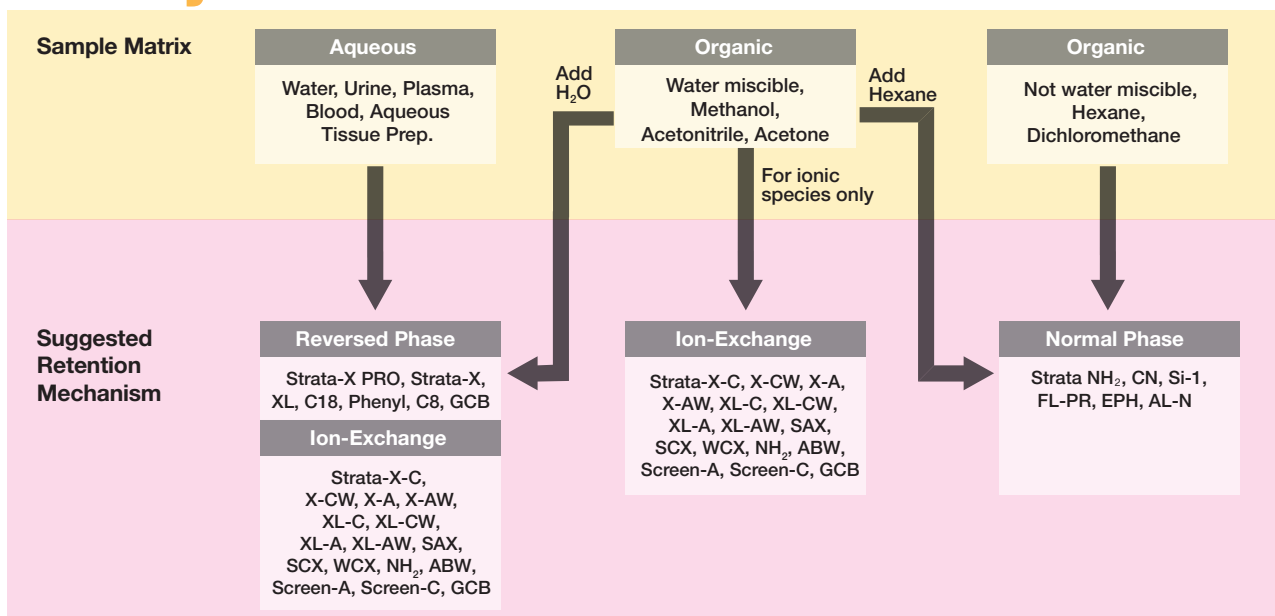 Sample Matrix
Aqueous
Water, Urine, Plasma,
Blood, Aqueous
Tissue Prep.
Add
H₂O
Organic
Water miscible,
Methanol,
Acetonitrile, Acetone
Add
Hexane
Organic
Not water miscible,
Hexane,
Dichloromethane
For ionic
species only
Suggested
Retention
Mechanism
Reversed Phase
Strata-X PRO, Strata-X,
XL, C18, Phenyl, C8, GCB
Ion-Exchange
Strata-X-C,
X-CW, X-A, X-AW,
XL-C, XL-CW,
XL-A, XL-AW, SAX,
SCX, WCX, NH₂, ABW,
Screen-A, Screen-C, GCB
Ion-Exchange
Strata-X-C, X-CW, X-A,
X-AW, XL-C, XL-CW,
XL-A, XL-AW, SAX,
SCX, WCX, NH₂, ABW,
Screen-A, Screen-C, GCB
Normal Phase
Strata NH₂, CN, Si-1,
FL-PR, EPH, AL-N